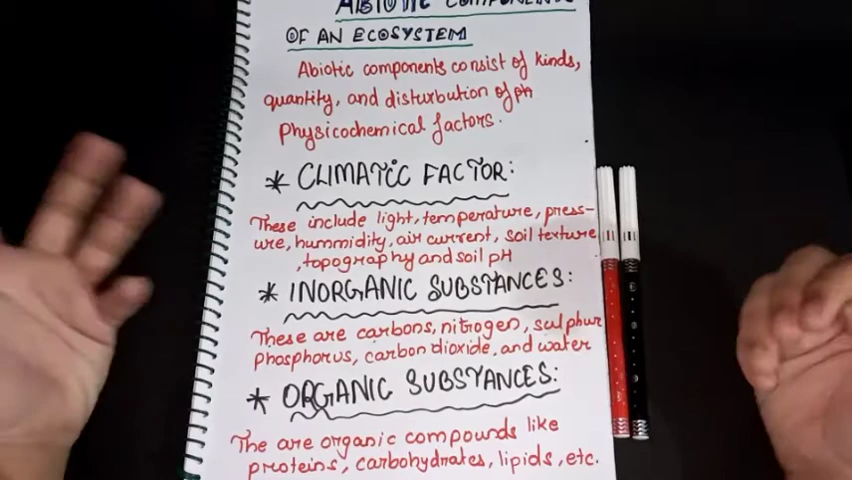 ABIOTIC COMPONENTS
OF AN ECOSYSTEM
Abiotic components consist of kinds,
quantity, and disturbution of ph
Physicochemical factors.
* CLIMATIC FACTOR:
These include light, temperature, press-
ure, hummidity, air current, soil texture
, topography and soil pH
* INORGANIC SUBSTANCES:
These are carbons, nitrogen, sulphur
Phosphorus, carbon dioxide, and water
* ORGANIC SUBSTANCES:
The are organic compounds like
proteins, carbohydrates, lipids, etc.